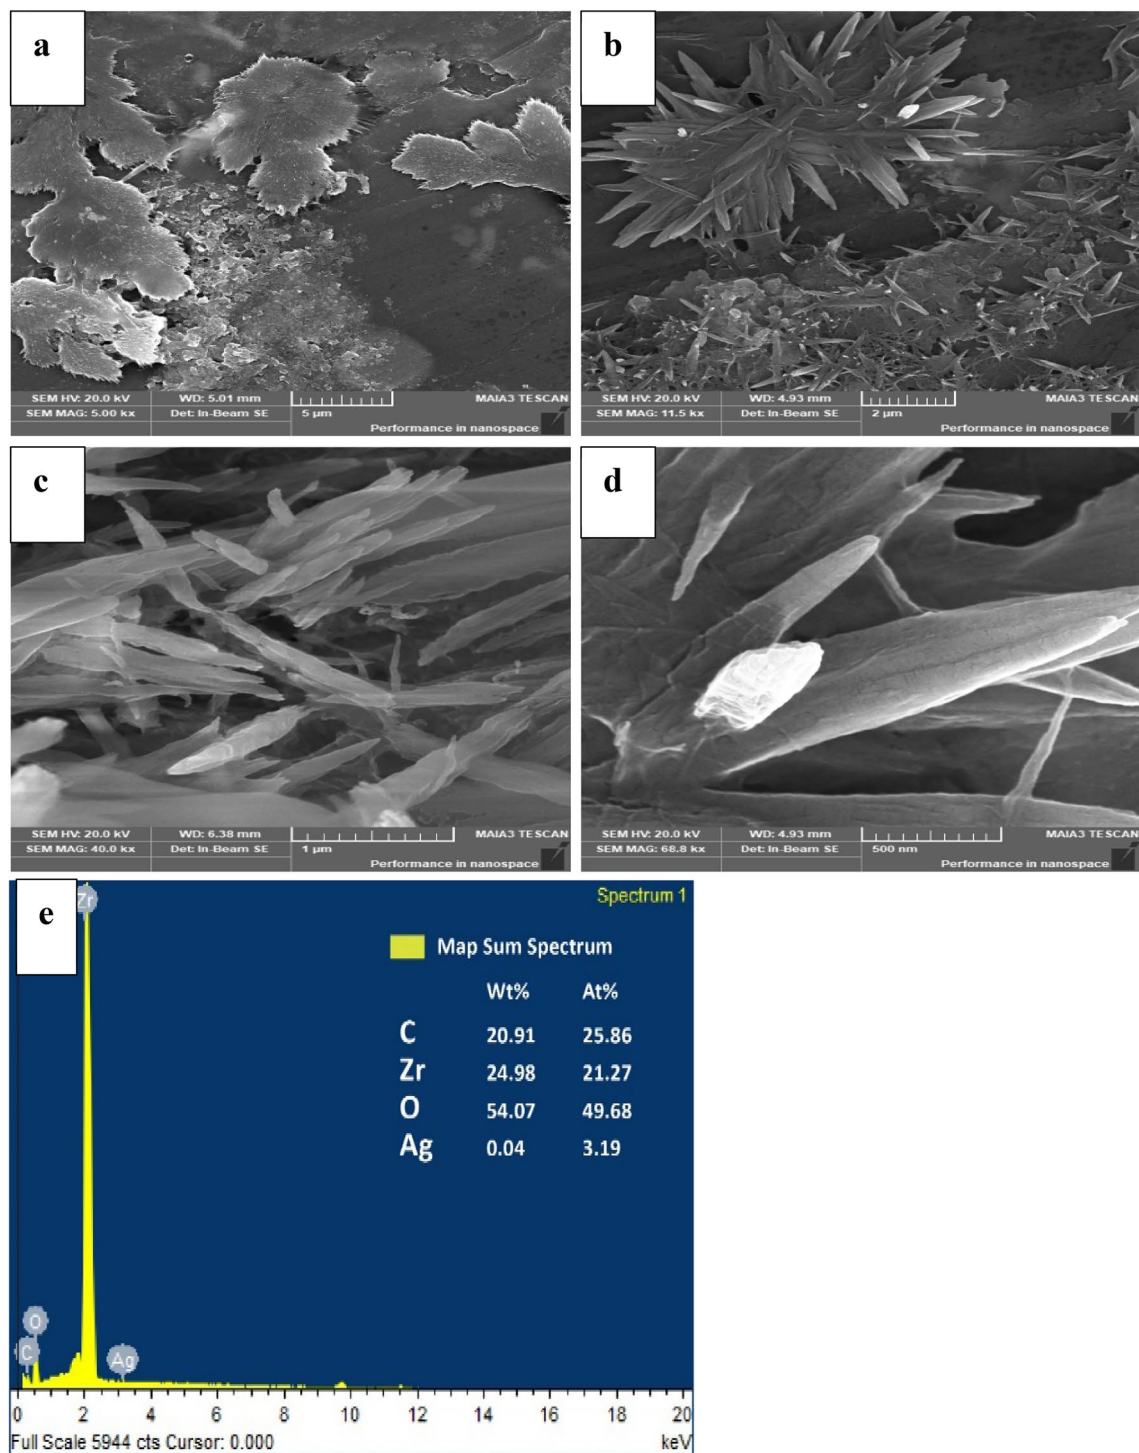 a
SEM HV: 20.0 kV WD: 5.01 mm MAIA3 TESCAN
SEM MAG: 5.00 kx Det: In-Beam SE 5 µm
Performance in nanospace
b
SEM HV: 20.0 kV WD: 4.93 mm MAIA3 TESCAN
SEM MAG: 11.5 kx Det: In-Beam SE 2 µm
Performance in nanospace
c
SEM HV: 20.0 kV WD: 6.38 mm MAIA3 TESCAN
SEM MAG: 40.0 kx Det: In-Beam SE 1 µm
Performance in nanospace
d
SEM HV: 20.0 kV WD: 4.93 mm MAIA3 TESCAN
SEM MAG: 68.8 kx Det: In-Beam SE 500 nm
Performance in nanospace
e
Spectrum 1
Map Sum Spectrum
Wt% At%
C 20.91 25.86
Zr 24.98 21.27
O 54.07 49.68
Ag 0.04 3.19
Zr
O
C
Ag
0 2 4 6 8 10 12 14 16 18 20
Full Scale 5944 cts Cursor: 0.000 keV